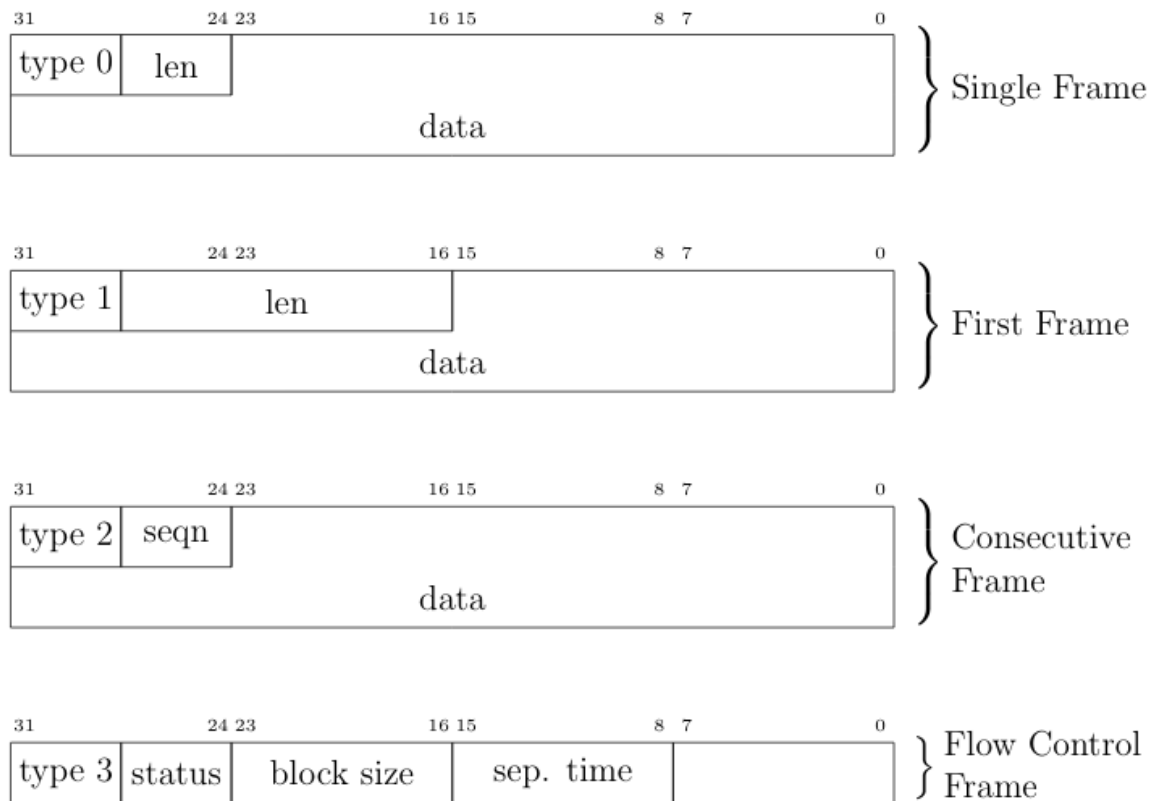 31 24 23 16 15 8 7 0
type 0 len
Single Frame
data
31 24 23 16 15 8 7 0
type 1 len
First Frame
data
31 24 23 16 15 8 7 0
type 2 seqn
Consecutive
Frame
data
31 24 23 16 15 8 7 0
type 3 status block size sep. time
Flow Control
Frame